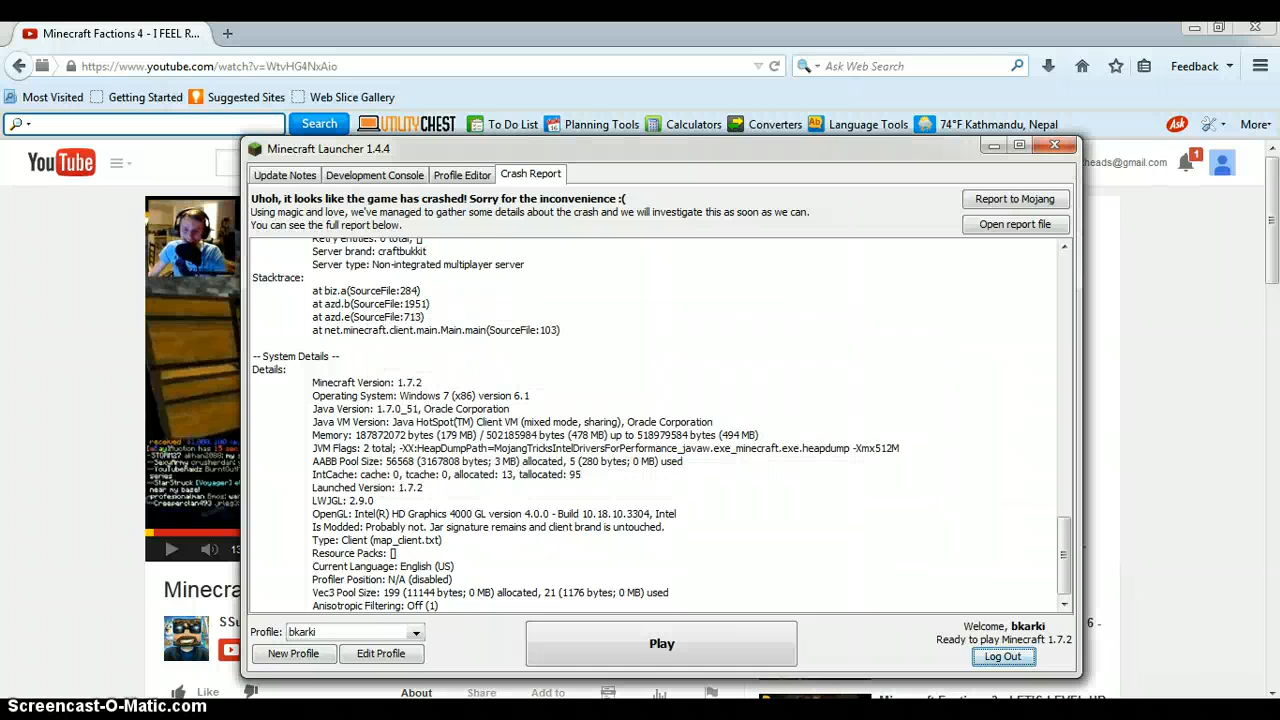 Minecraft Factions 4 - I FEEL R...
https://www.youtube.com/watch?v=WtvHG4NxAio
Ask Web Search
Feedback
Most Visited
Getting Started
Suggested Sites
Web Slice Gallery
Search
UTILITYCHEST
To Do List
Planning Tools
Calculators
Converters
Language Tools
74°F Kathmandu, Nepal
Ask
More
YouTube
heads@gmail.com
1
Minecraft Launcher 1.4.4
Update Notes
Development Console
Profile Editor
Crash Report
Uhoh, it looks like the game has crashed! Sorry for the inconvenience :(
Using magic and love, we've managed to gather some details about the crash and we will investigate this as soon as we can.
You can see the full report below.
Report to Mojang
Open report file
Retry entities: 0 total; []
Server brand: craftbukkit
Server type: Non-integrated multiplayer server
Stacktrace:
at biz.a(SourceFile:284)
at azd.b(SourceFile:1951)
at azd.e(SourceFile:713)
at net.minecraft.client.main.Main.main(SourceFile:103)
-- System Details --
Details:
Minecraft Version: 1.7.2
Operating System: Windows 7 (x86) version 6.1
Java Version: 1.7.0_51, Oracle Corporation
Java VM Version: Java HotSpot(TM) Client VM (mixed mode, sharing), Oracle Corporation
Memory: 187872072 bytes (179 MB) / 502185984 bytes (478 MB) up to 518979584 bytes (494 MB)
JVM Flags: 2 total; -XX:HeapDumpPath=MojangTricksIntelDriversForPerformance_javaw.exe_minecraft.exe.heapdump -Xmx512M
AABB Pool Size: 56568 (3167808 bytes; 3 MB) allocated, 5 (280 bytes; 0 MB) used
IntCache: cache: 0, tcache: 0, allocated: 13, tallocated: 95
Launched Version: 1.7.2
LWJGL: 2.9.0
OpenGL: Intel(R) HD Graphics 4000 GL version 4.0.0 - Build 10.18.10.3304, Intel
Is Modded: Probably not. Jar signature remains and client brand is untouched.
Type: Client (map_client.txt)
Resource Packs: []
Current Language: English (US)
Profiler Position: N/A (disabled)
Vec3 Pool Size: 199 (11144 bytes; 0 MB) allocated, 21 (1176 bytes; 0 MB) used
Anisotropic Filtering: Off (1)
Profile: bkarki
New Profile
Edit Profile
Play
Welcome, bkarki
Ready to play Minecraft 1.7.2
Log Out
Minecra
SSu
Like
About
Share
Add to
Screencast-O-Matic.com